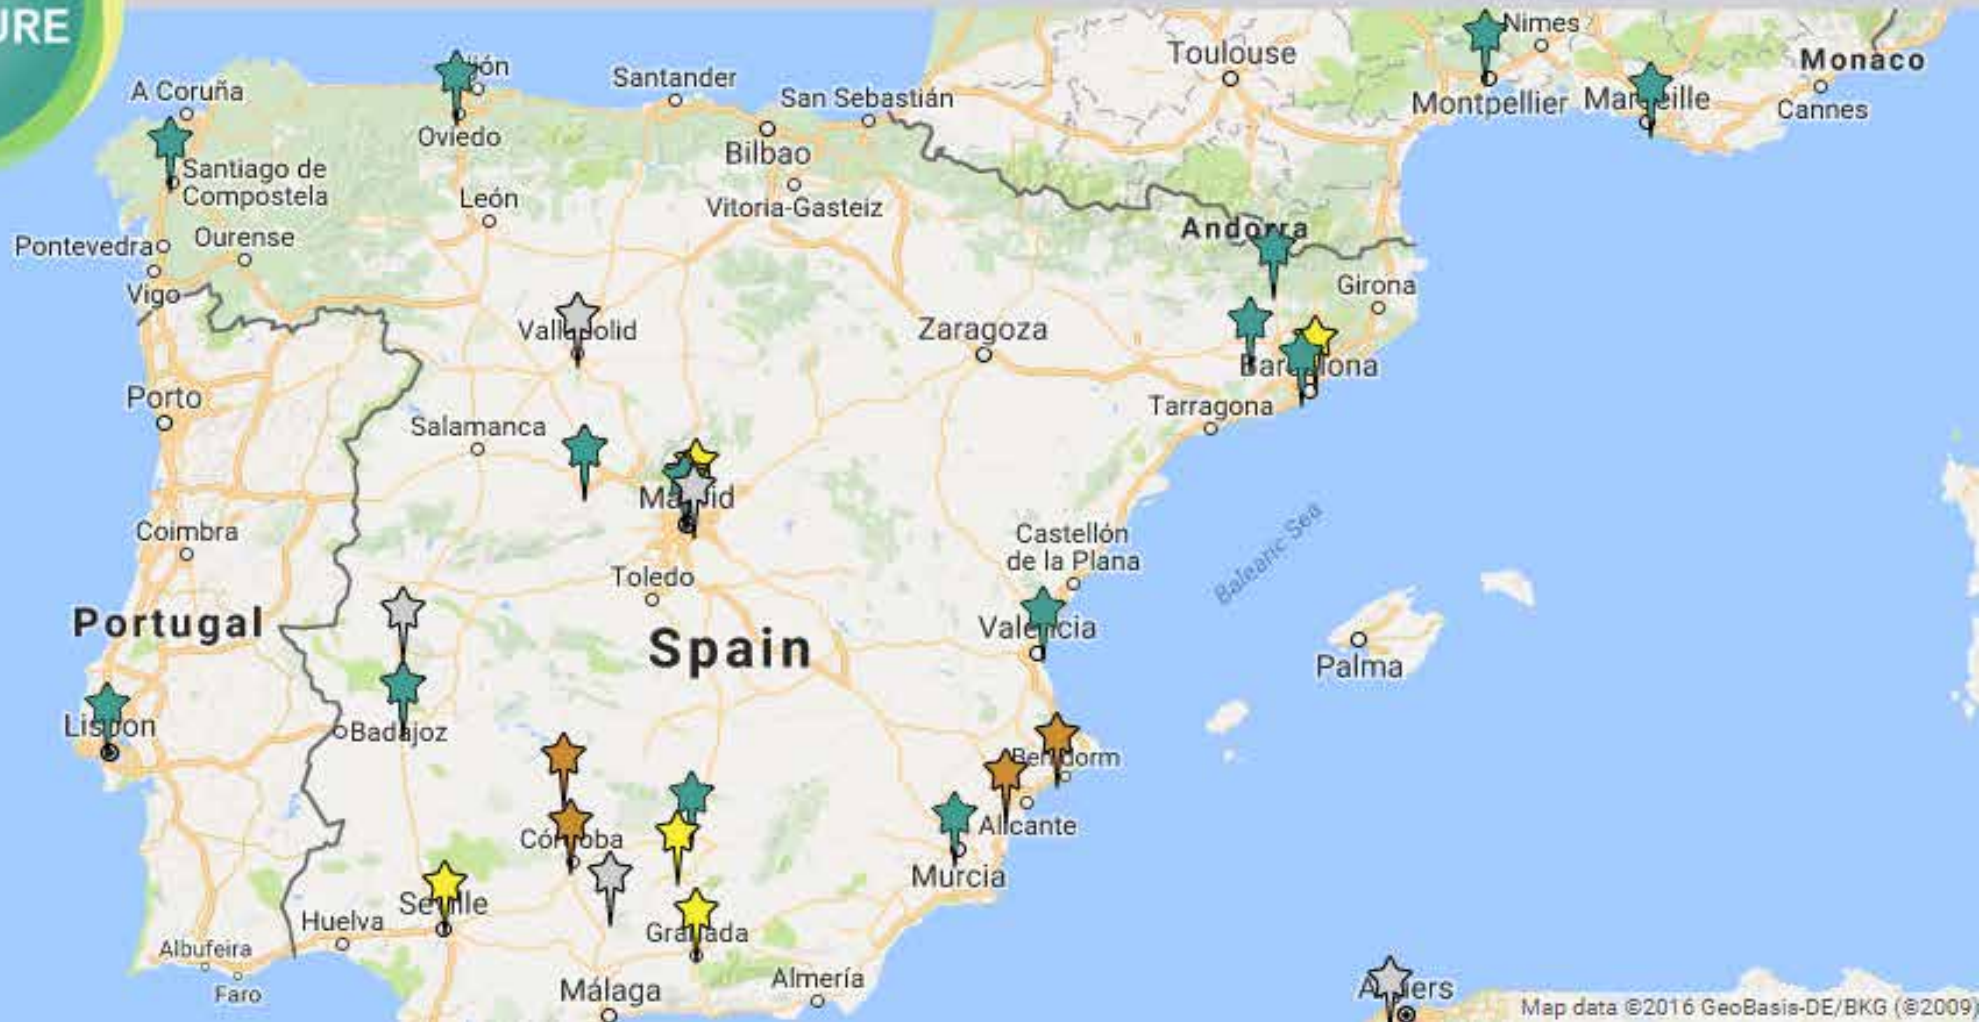 URE
Nimes
Toulouse
Monaco
Montpellier
Marseille
Cannes
A Coruña
Gijón
Santander
San Sebastián
Oviedo
Bilbao
Santiago de
Compostela
León
Vitoria-Gasteiz
Pontevedra
Ourense
Andorra
Vigo
Girona
Valladolid
Zaragoza
Barcelona
Porto
Tarragona
Salamanca
Madrid
Coimbra
Castellón
de la Plana
Balearic Sea
Toledo
Portugal
Valencia
Spain
Palma
Lisbon
Badajoz
Benidorm
Alicante
Córdoba
Murcia
Seville
Huelva
Granada
Albufeira
Faro
Málaga
Almería
Algiers
Map data ©2016 GeoBasis-DE/BKG (©2009)